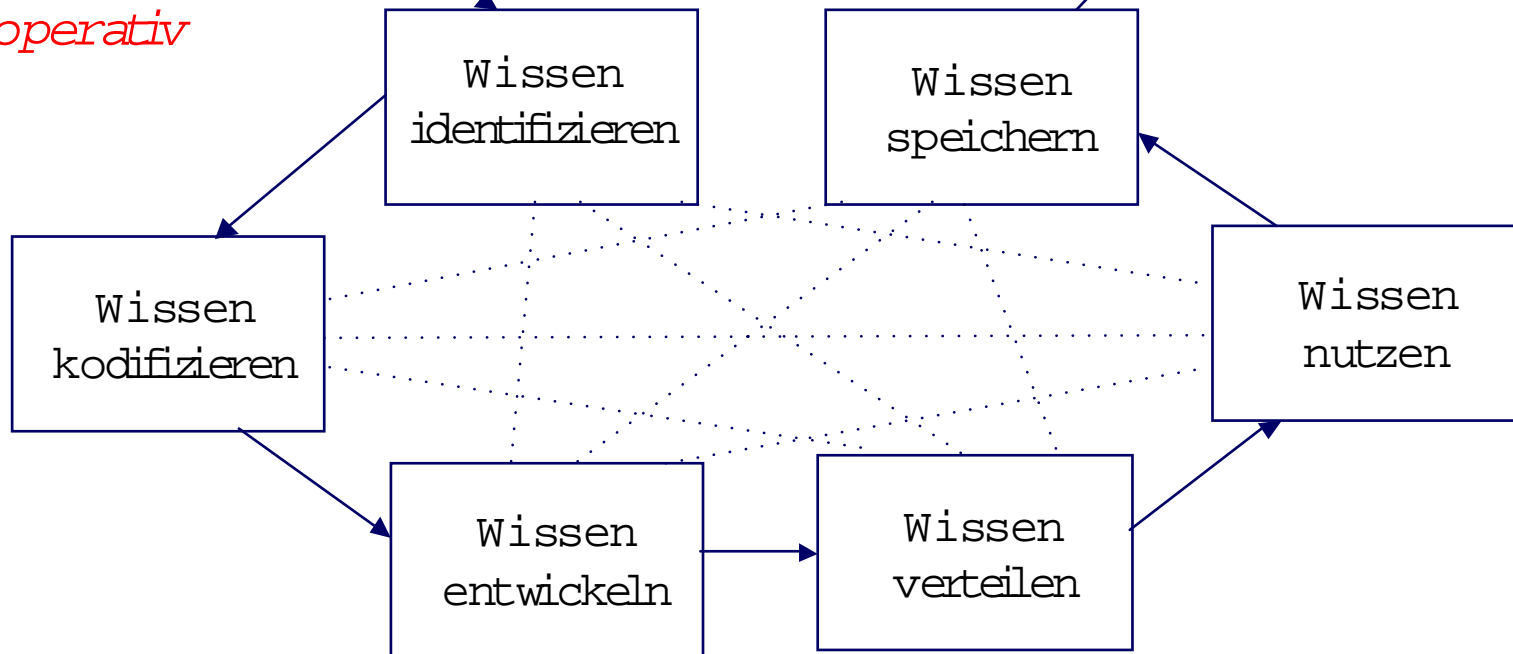 operativ
Wissen
identifizieren
Wissen
speichern
Wissen
kodifizieren
Wissen
nutzen
Wissen
entwickeln
Wissen
verteilen